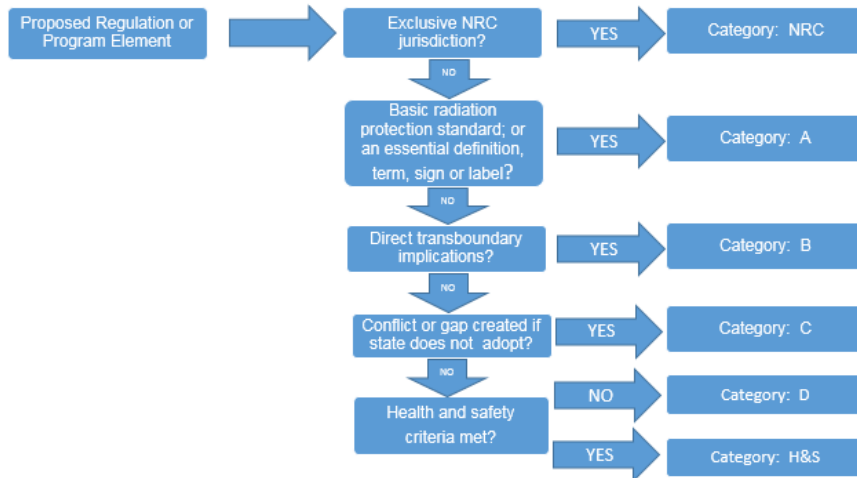 Proposed Regulation or
Program Element
Exclusive NRC
jurisdiction?
YES
Category: NRC
NO
Basic radiation
protection standard; or
an essential definition,
term, sign or label?
YES
Category: A
NO
Direct transboundary
implications?
YES
Category: B
NO
Conflict or gap created if
state does not adopt?
YES
Category: C
NO
Health and safety
criteria met?
NO
Category: D
YES
Category: H&S